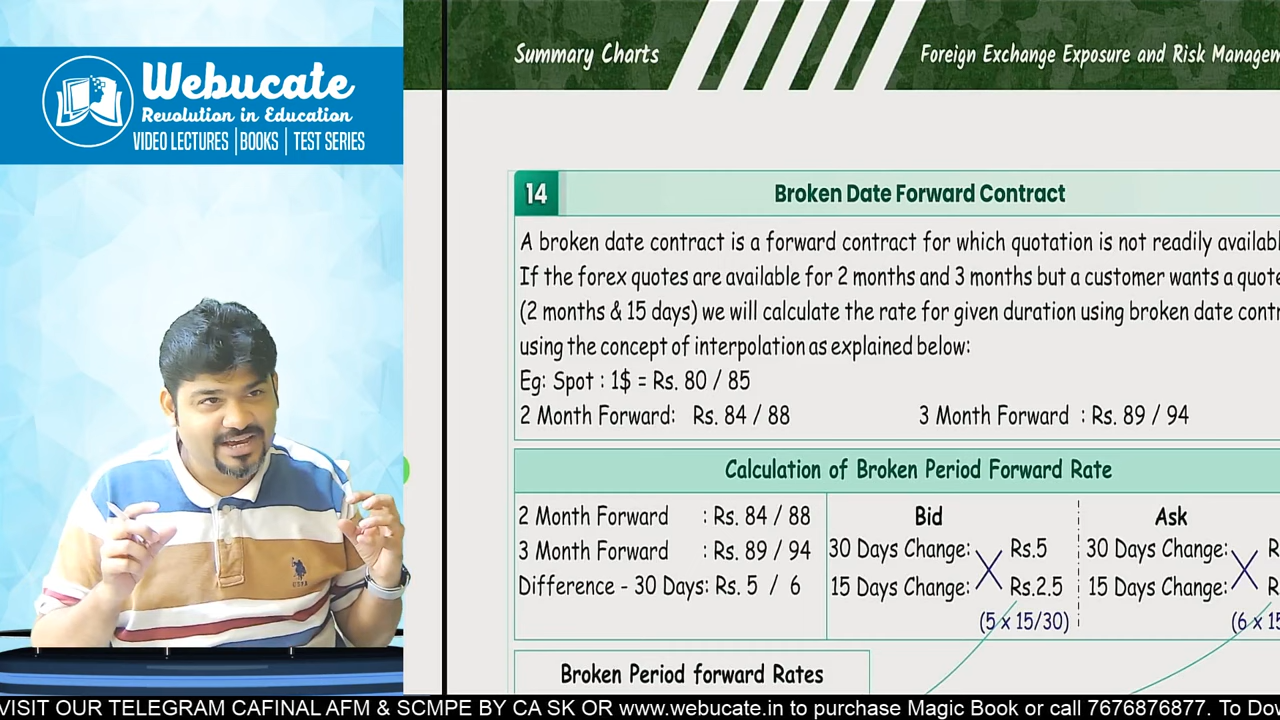 Webucate
Revolution in Education
VIDEO LECTURES | BOOKS | TEST SERIES
Summary Charts
Foreign Exchange Exposure and Risk
14
Broken Date Forward Contract
A broken date contract is a forward contract for which quotation is not readily
If the forex quotes are available for 2 months and 3 months but a customer wants a quote
(2 months & 15 days) we will calculate the rate for given duration using broken date
using the concept of interpolation as explained below:
Eg: Spot : 1$ = Rs. 80 / 85
2 Month Forward: Rs. 84 / 88 3 Month Forward : Rs. 89 / 94
Calculation of Broken Period Forward Rate
2 Month Forward : Rs. 84 / 88
3 Month Forward : Rs. 89 / 94
Difference - 30 Days: Rs. 5 / 6
Bid
30 Days Change: Rs.5
15 Days Change: Rs.2.5
(5 x 15/30)
Ask
30 Days Change:
15 Days Change:
(6 x 15
Broken Period forward Rates
VISIT OUR TELEGRAM CAFINAL AFM & SCMPE BY CA SK OR www.webucate.in to purchase Magic Book or call 7676876877. To